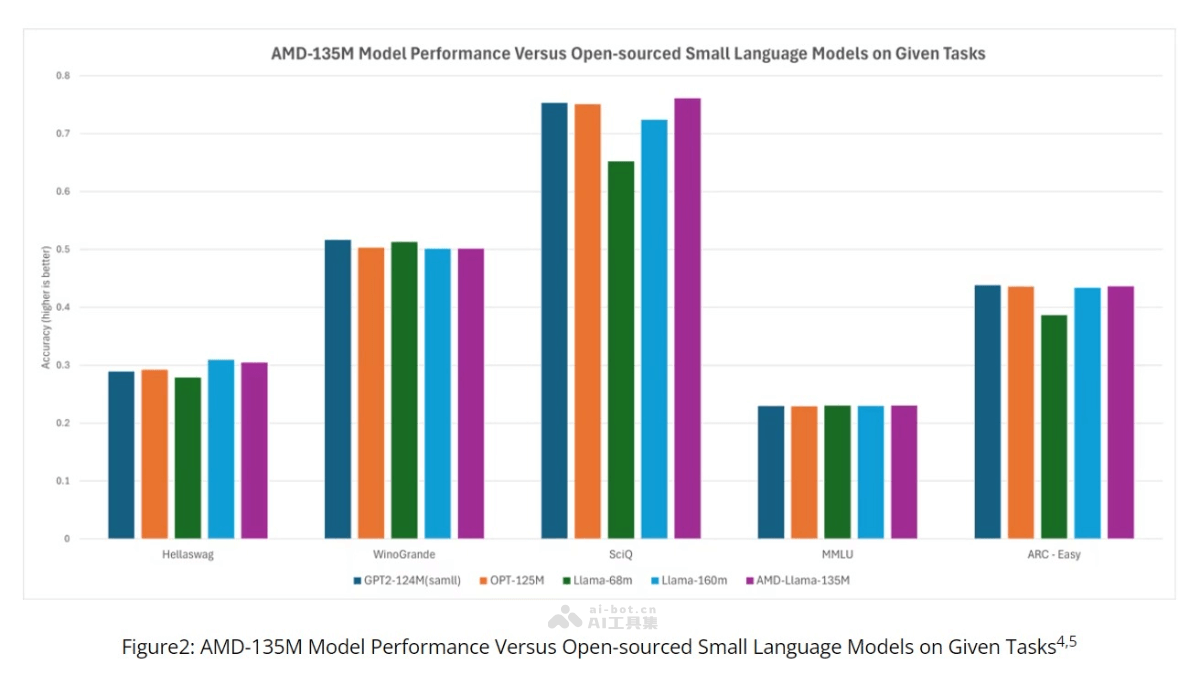 AMD-135M Model Performance Versus Open-sourced Small Language Models on Given Tasks
0.8
0.7
0.6
0.5
0.4
0.3
0.2
0.1
0
Accuracy (higher is better)
Hellaswag WinoGrande SciQ MMLU ARC - Easy
GPT2-124M(samll) OPT-125M Llama-68m Llama-160m AMD-Llama-135M
ai-bot.cn
AI工具集
Figure2: AMD-135M Model Performance Versus Open-sourced Small Language Models on Given Tasks4,5